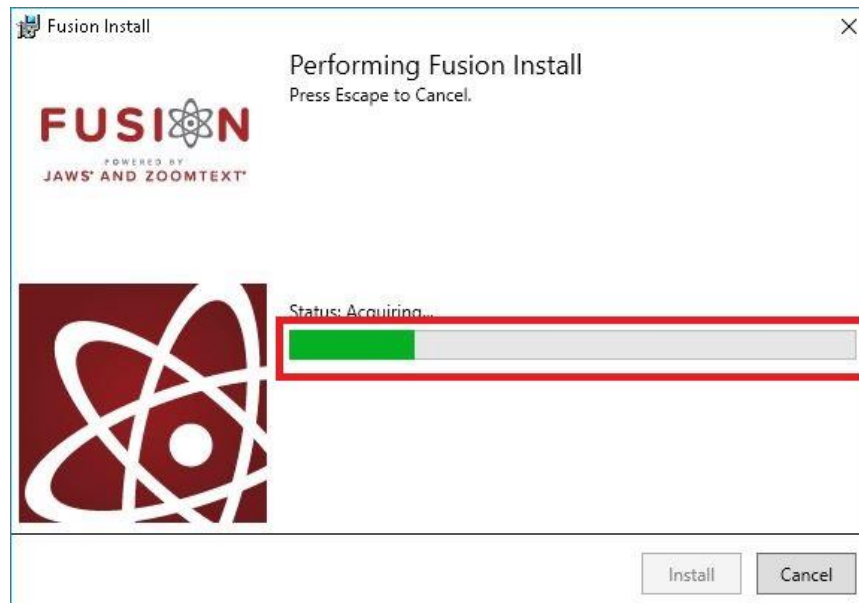 Fusion Install
Performing Fusion Install
Press Escape to Cancel.
FUSION
POWERED BY
JAWS® AND ZOOMTEXT®
Status: Acquiring...
Install
Cancel